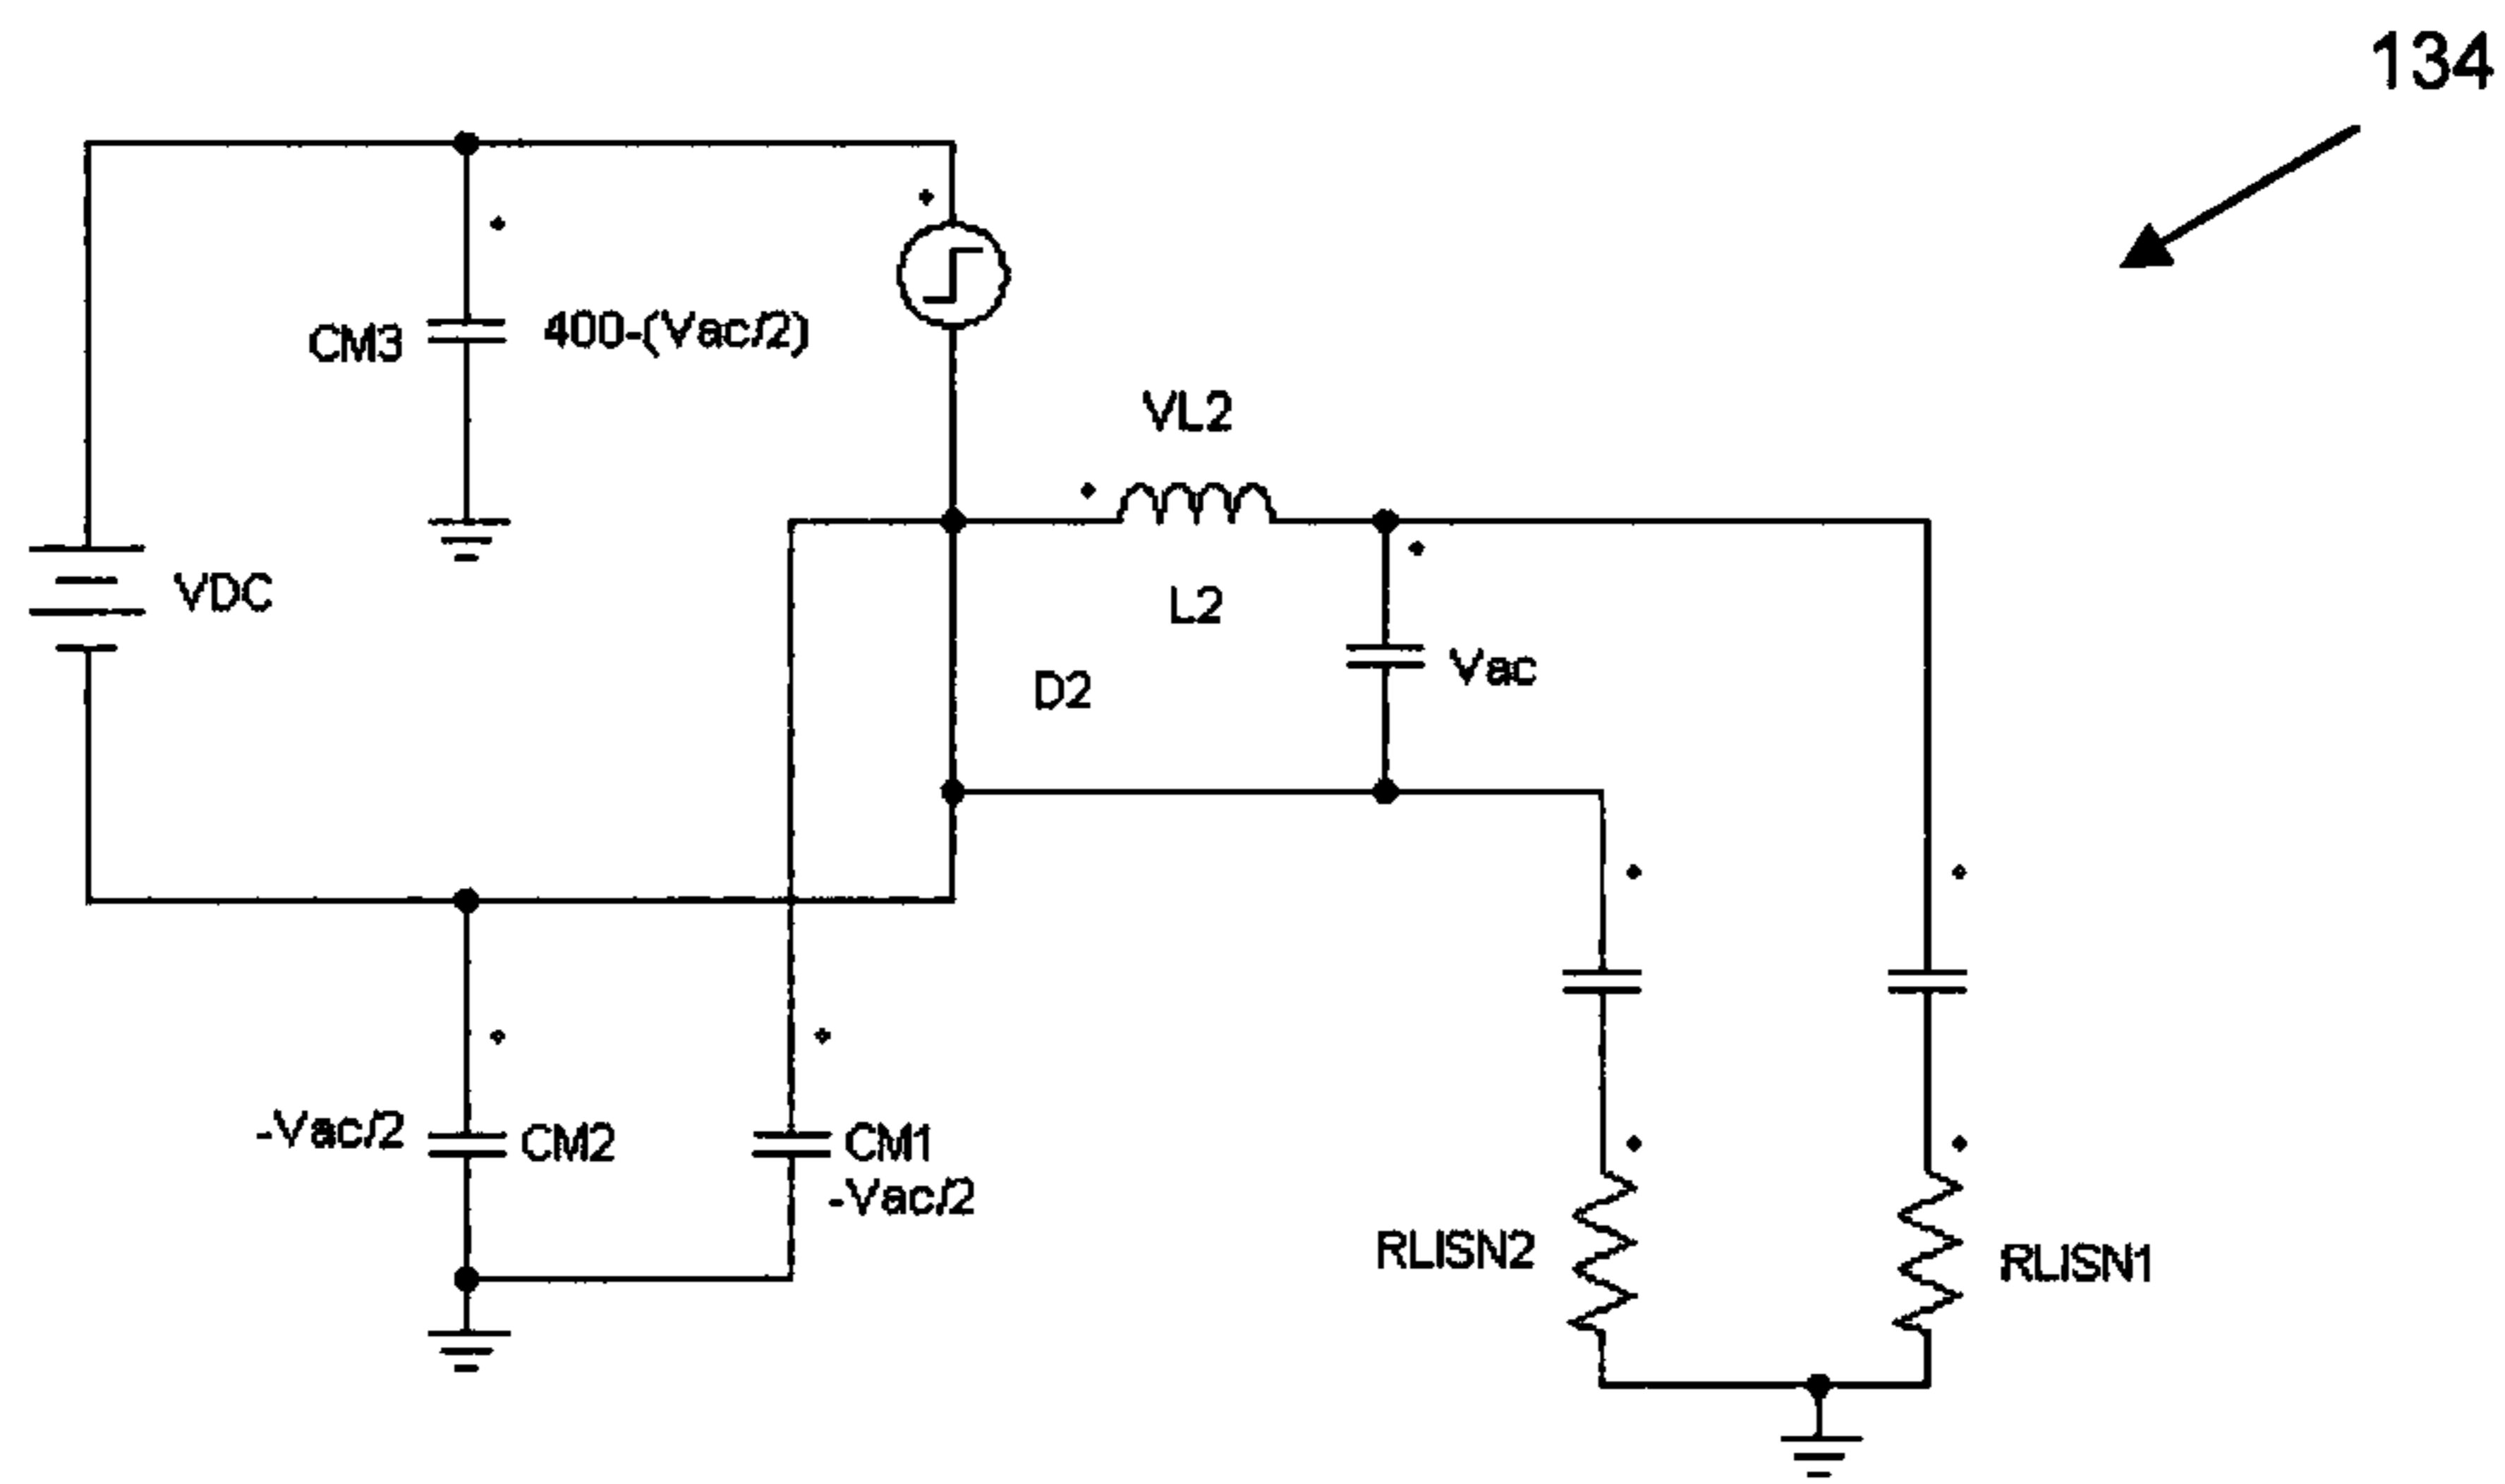 134
CM3
400-(Vac/2)
VL2
VDC
L2
Vac
D2
-Vac/2
CM2
CM1
-Vac/2
RLISN2
RLISN1